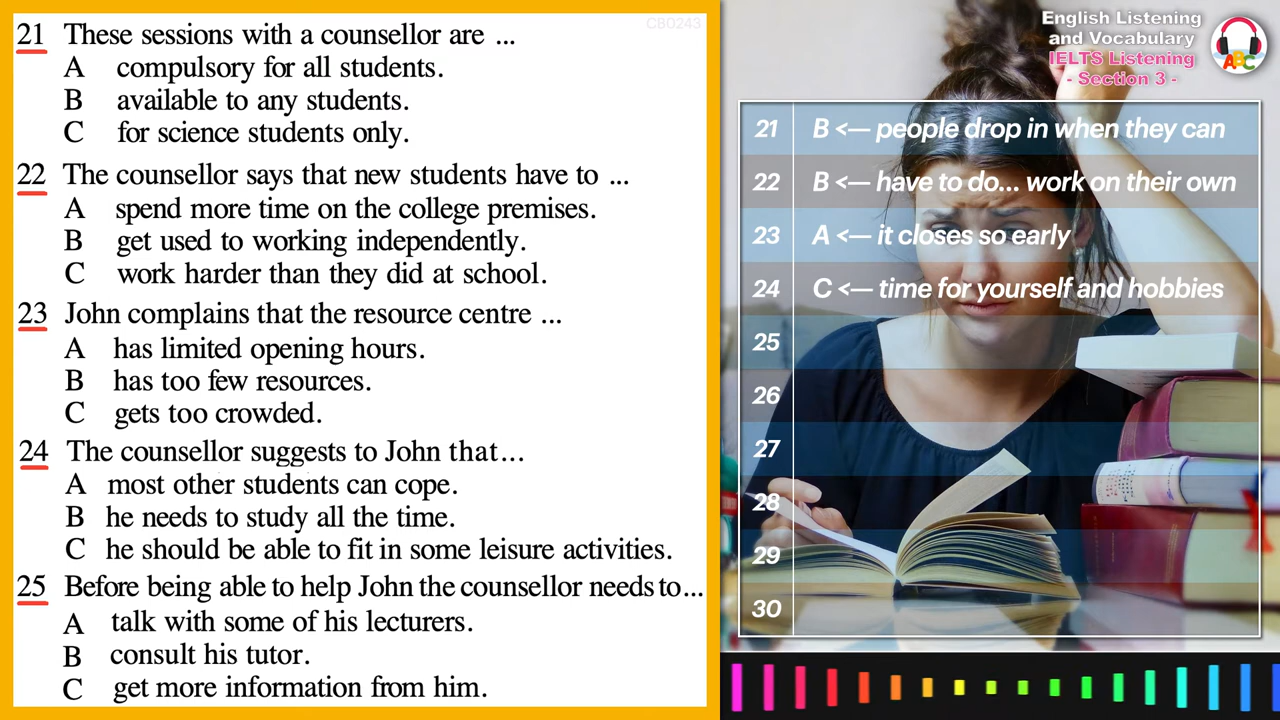 CB0243
21 These sessions with a counsellor are ...
A compulsory for all students.
B available to any students.
C for science students only.
22 The counsellor says that new students have to ...
A spend more time on the college premises.
B get used to working independently.
C work harder than they did at school.
23 John complains that the resource centre ...
A has limited opening hours.
B has too few resources.
C gets too crowded.
24 The counsellor suggests to John that...
A most other students can cope.
B he needs to study all the time.
C he should be able to fit in some leisure activities.
25 Before being able to help John the counsellor needs to...
A talk with some of his lecturers.
B consult his tutor.
C get more information from him.
English Listening
and Vocabulary
IELTS Listening
- Section 3 -
ABC
21 B <— people drop in when they can
22 B <— have to do... work on their own
23 A <— it closes so early
24 C <— time for yourself and hobbies
25
26
27
28
29
30